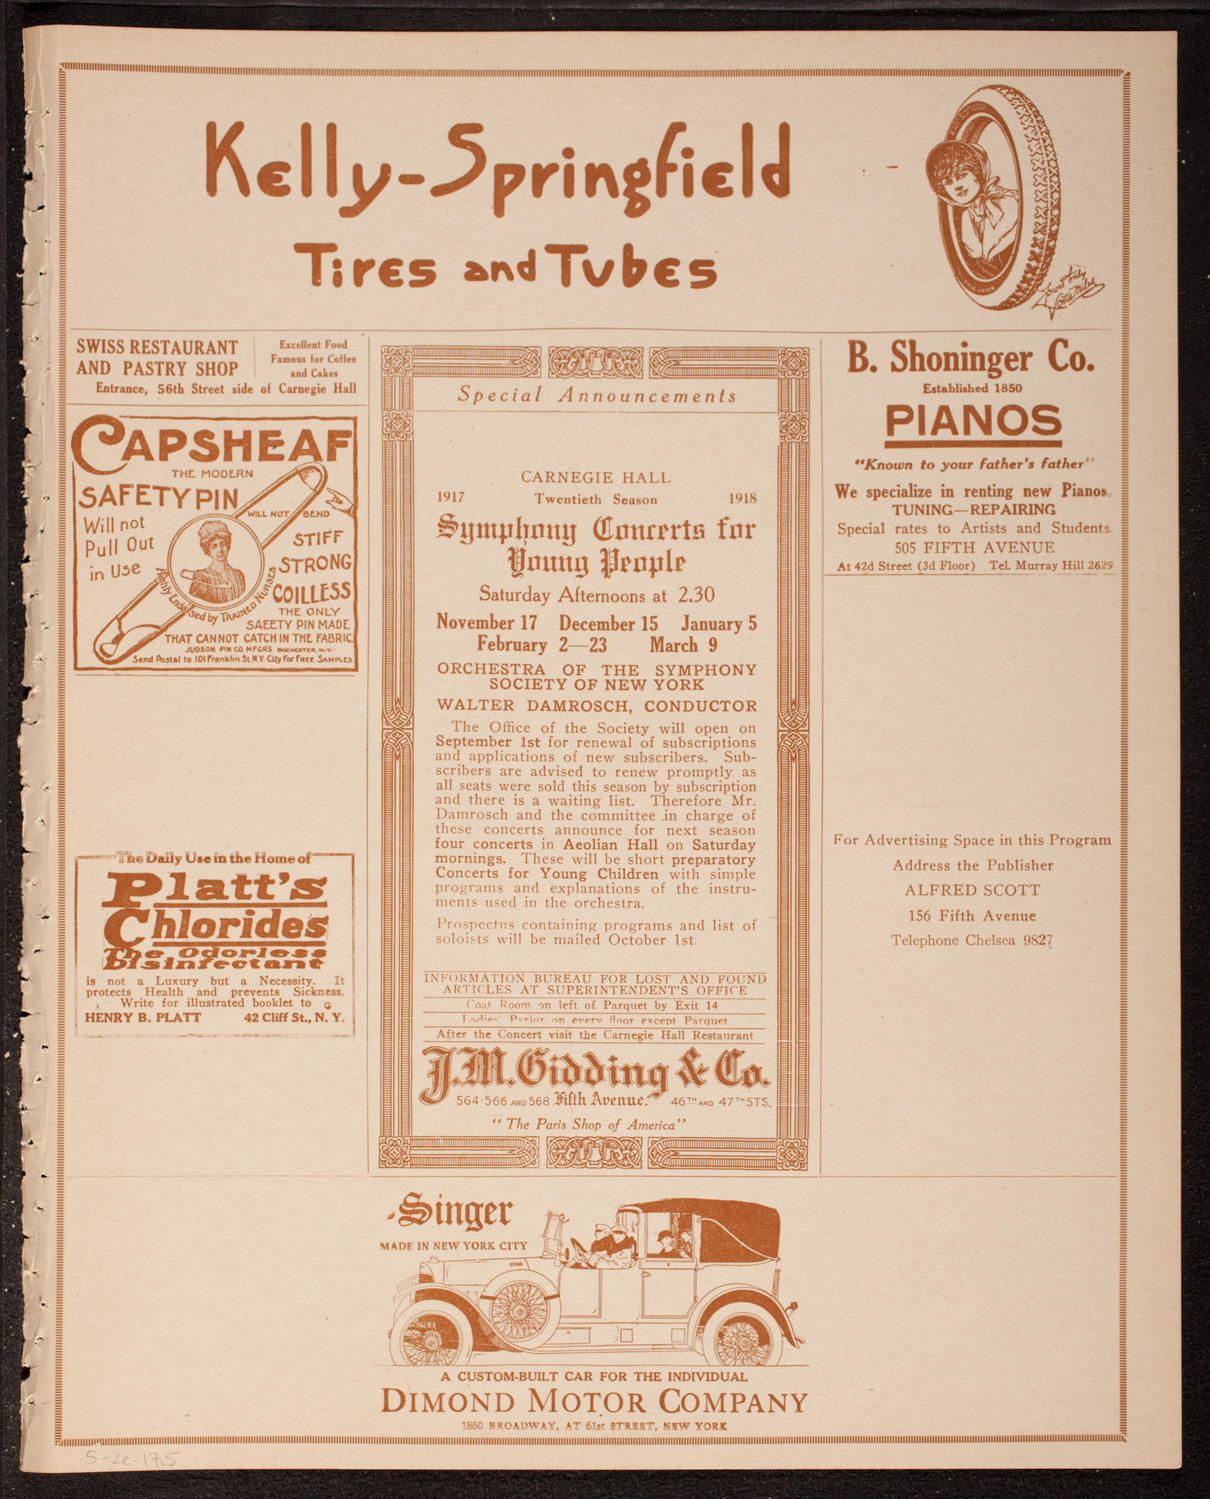 Kelly-Springfield
Tires and Tubes
Yours truly
Lotta Miles
SWISS RESTAURANT
AND PASTRY SHOP
Excellent Food
Famous for Coffee
and Cakes
Entrance, 56th Street side of Carnegie Hall
CAPSHEAF
THE MODERN
SAFETY PIN
WILL NOT BEND
Will not
Pull Out
in Use
STIFF
STRONG
COILLESS
Highly Endorsed by TRAINED NURSES
THE ONLY
SAFETY PIN MADE
THAT CANNOT CATCH IN THE FABRIC
JUDSON PIN CO. MFGR'S ROCHESTER, N.Y.
Send Postal to 101 Franklin St. N.Y. City for FREE SAMPLES
The Daily Use in the Home of
Platt's
Chlorides
The Odorless
Disinfectant
is not a Luxury but a Necessity. It
protects Health and prevents Sickness.
Write for illustrated booklet to
HENRY B. PLATT 42 Cliff St., N. Y.
Special Announcements
CARNEGIE HALL
1917 Twentieth Season 1918
Symphony Concerts for
Young People
Saturday Afternoons at 2.30
November 17 December 15 January 5
February 2—23 March 9
ORCHESTRA OF THE SYMPHONY
SOCIETY OF NEW YORK
WALTER DAMROSCH, CONDUCTOR
The Office of the Society will open on
September 1st for renewal of subscriptions
and applications of new subscribers. Sub-
scribers are advised to renew promptly as
all seats were sold this season by subscription
and there is a waiting list. Therefore Mr.
Damrosch and the committee in charge of
these concerts announce for next season
four concerts in Aeolian Hall on Saturday
mornings. These will be short preparatory
Concerts for Young Children with simple
programs and explanations of the instru-
ments used in the orchestra.
Prospectus containing programs and list of
soloists will be mailed October 1st.
INFORMATION BUREAU FOR LOST AND FOUND
ARTICLES AT SUPERINTENDENT'S OFFICE
Coat Room on left of Parquet by Exit 14
Ladies' Parlor on every floor except Parquet
After the Concert visit the Carnegie Hall Restaurant
J.M. Gidding & Co.
564-566 AND 568 Fifth Avenue. 46TH AND 47TH STS.
"The Paris Shop of America"
B. Shoninger Co.
Established 1850
PIANOS
"Known to your father's father"
We specialize in renting new Pianos.
TUNING—REPAIRING
Special rates to Artists and Students.
505 FIFTH AVENUE
At 42d Street (3d Floor) Tel. Murray Hill 2629
For Advertising Space in this Program
Address the Publisher
ALFRED SCOTT
156 Fifth Avenue
Telephone Chelsea 9827
Singer
MADE IN NEW YORK CITY
A CUSTOM-BUILT CAR FOR THE INDIVIDUAL
DIMOND MOTOR COMPANY
1860 BROADWAY, AT 61st STREET, NEW YORK